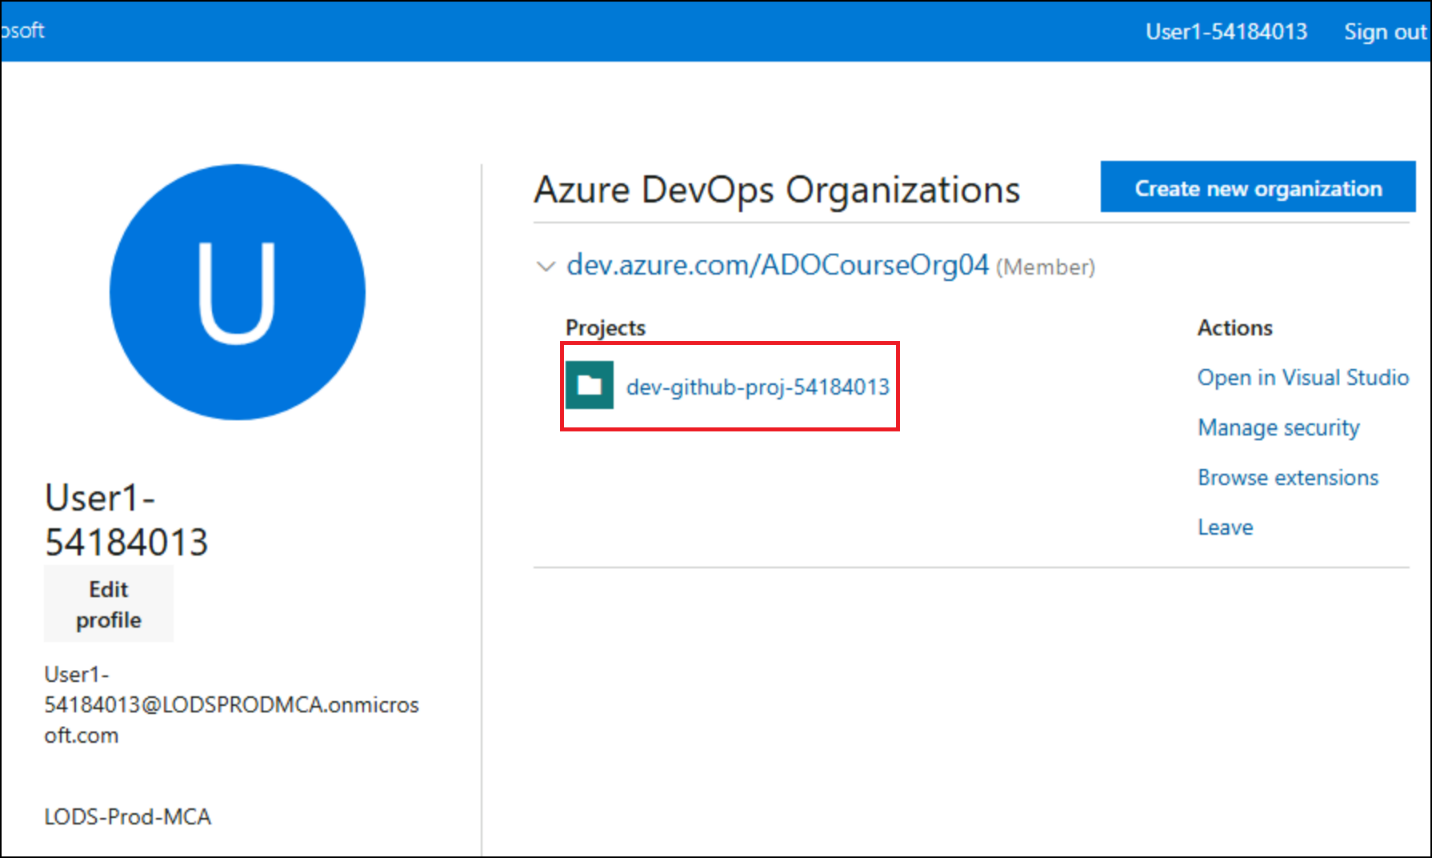 osoft
User1-54184013
Sign out
U
User1-
54184013
Edit
profile
User1-
54184013@LODSPRODMCA.onmicros
oft.com
LODS-Prod-MCA
Azure DevOps Organizations
Create new organization
dev.azure.com/ADOCourseOrg04 (Member)
Projects
dev-github-proj-54184013
Actions
Open in Visual Studio
Manage security
Browse extensions
Leave